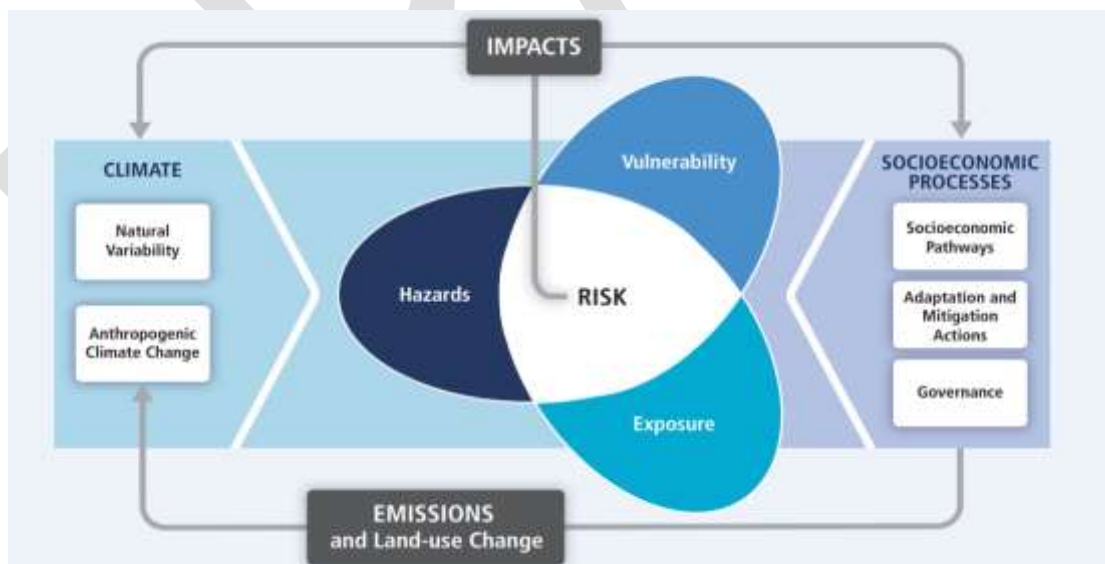 IMPACTS
CLIMATE
Natural
Variability
Anthropogenic
Climate Change
Vulnerability
Hazards
RISK
Exposure
SOCIOECONOMIC
PROCESSES
Socioeconomic
Pathways
Adaptation and
Mitigation
Actions
Governance
EMISSIONS
and Land-use Change